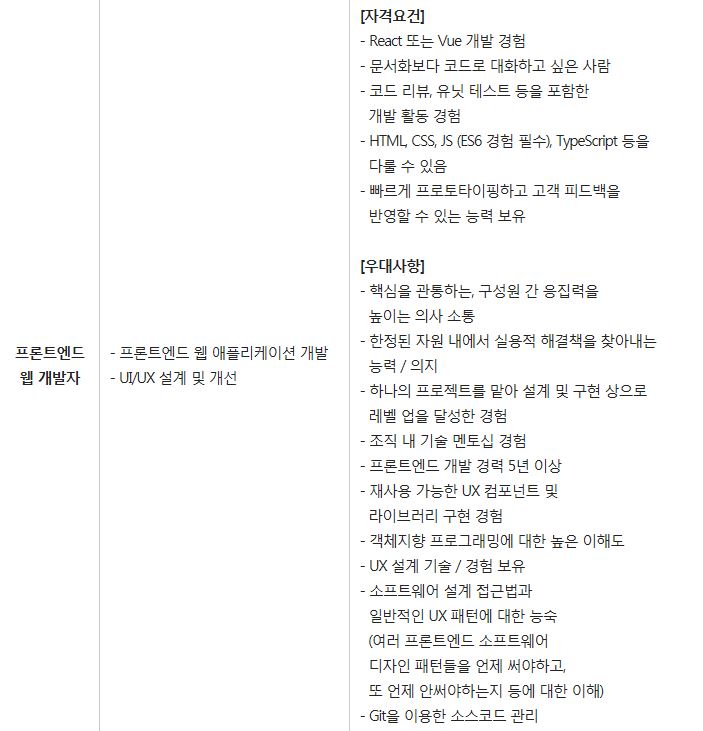 프론트엔드
웹 개발자
- 프론트엔드 웹 애플리케이션 개발
- UI/UX 설계 및 개선
[자격요건]
- React 또는 Vue 개발 경험
- 문서화보다 코드로 대화하고 싶은 사람
- 코드 리뷰, 유닛 테스트 등을 포함한
개발 활동 경험
- HTML, CSS, JS (ES6 경험 필수), TypeScript 등을
다룰 수 있음
- 빠르게 프로토타이핑하고 고객 피드백을
반영할 수 있는 능력 보유
[우대사항]
- 핵심을 관통하는, 구성원 간 응집력을
높이는 의사 소통
- 한정된 자원 내에서 실용적 해결책을 찾아내는
능력 / 의지
- 하나의 프로젝트를 맡아 설계 및 구현 상으로
레벨 업을 달성한 경험
- 조직 내 기술 멘토십 경험
- 프론트엔드 개발 경력 5년 이상
- 재사용 가능한 UX 컴포넌트 및
라이브러리 구현 경험
- 객체지향 프로그래밍에 대한 높은 이해도
- UX 설계 기술 / 경험 보유
- 소프트웨어 설계 접근법과
일반적인 UX 패턴에 대한 능숙
(여러 프론트엔드 소프트웨어
디자인 패턴들을 언제 써야하고,
또 언제 안써야하는지 등에 대한 이해)
- Git을 이용한 소스코드 관리